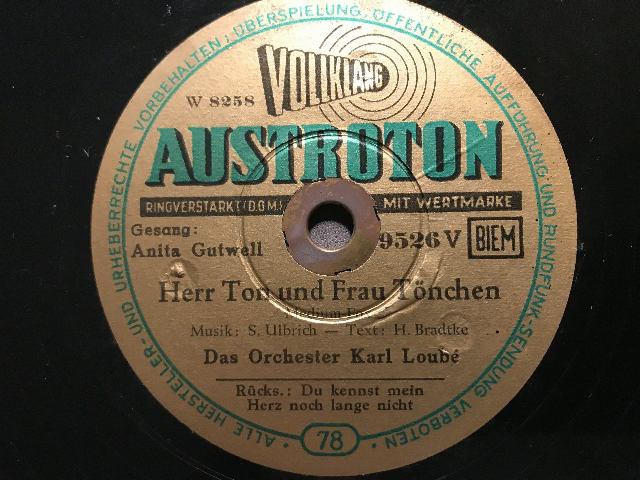 ALLE HERSTELLER- UND URHEBERRECHTE VORBEHALTEN; ÜBERSPIELUNG, ÖFFENTLICHE AUFFÜHRUNG UND RUNDFUNK-SENDUNG VERBOTEN
VOLLKLANG
W 8258
AUSTROTON
RINGVERSTÄRKT (D.G.M.) MIT WERTMARKE
Gesang:
Anita Gutwell
9526 V BIEM
Herr Ton und Frau Tönchen
Musik: S. Ulbrich — Text: H. Bradtke
Das Orchester Karl Loubé
Rücks.: Du kennst mein
Herz noch lange nicht
78